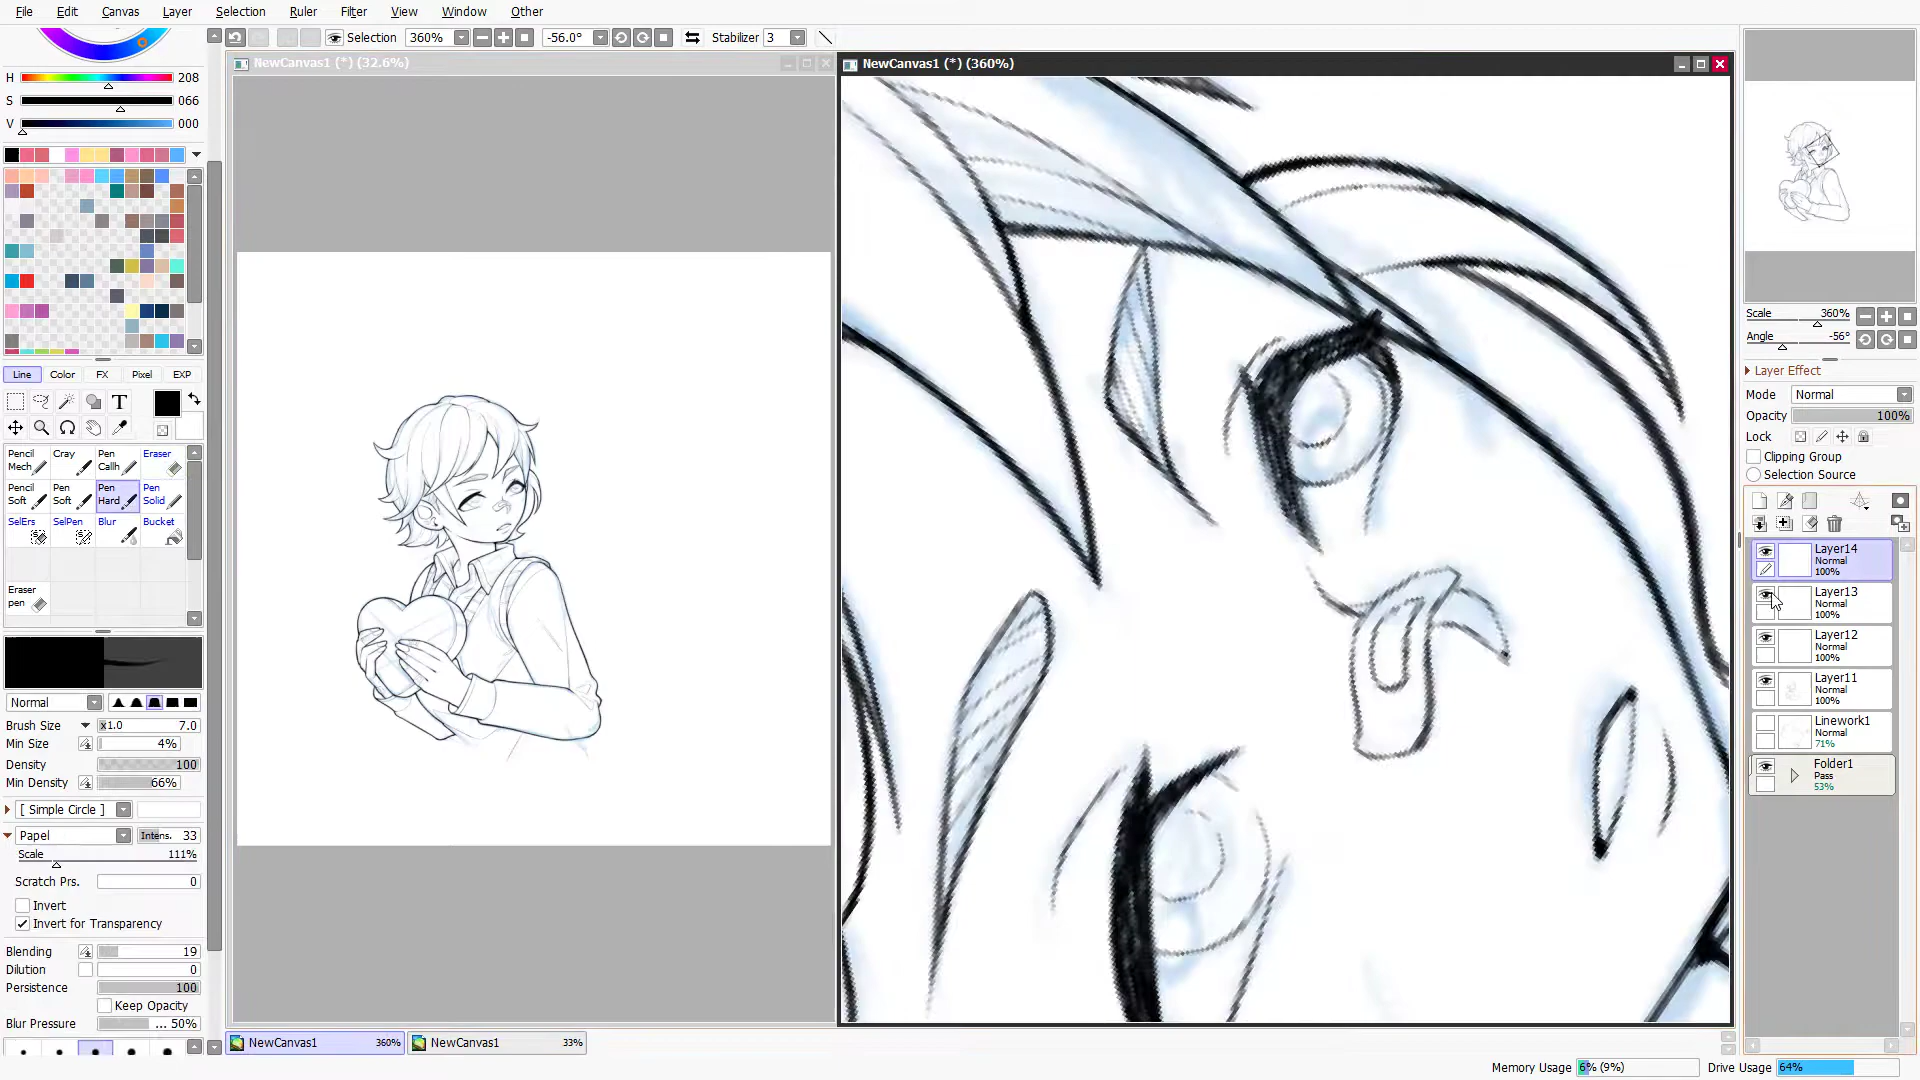 File Edit Canvas Layer Selection Ruler Filter View Window Other
Selection 360% -56.0° Stabilizer 3
NewCanvas1 (*) (32.6%)
NewCanvas1 (*) (360%)
H 208
S 066
V 000
Line Color FX Pixel EXP
T
Pencil Mech
Cray
Pen Callh
Eraser
Pencil Soft
Pen Soft
Pen Hard
Pen Solid
SelErs
SelPen
Blur
Bucket
Eraser pen
Normal
Brush Size x1.0 7.0
Min Size 4%
Density 100
Min Density 66%
[ Simple Circle ]
Papel Intens. 33
Scale 111%
Scratch Prs. 0
Invert
Invert for Transparency
Blending 19
Dilution 0
Persistence 100
Keep Opacity
Blur Pressure ... 50%
NewCanvas1 360%
NewCanvas1 33%
Scale 360%
Angle -56°
Layer Effect
Mode Normal
Opacity 100%
Lock
Clipping Group
Selection Source
Layer14
Normal
100%
Layer13
Normal
100%
Layer12
Normal
100%
Layer11
Normal
100%
Linework1
Normal
71%
Folder1
Pass
53%
Memory Usage 6% (9%)
Drive Usage 64%